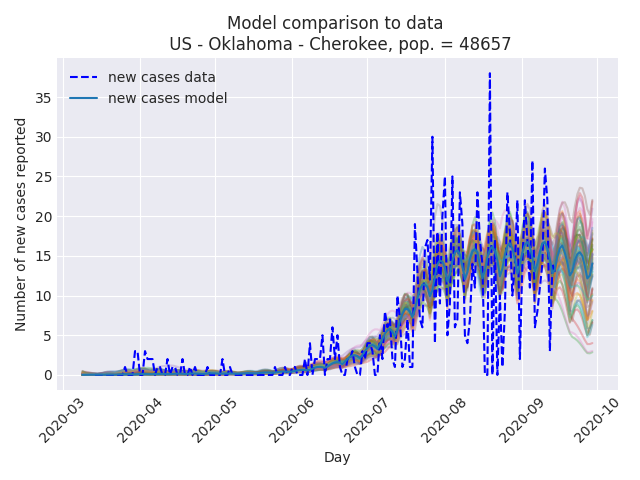 Model comparison to data
US - Oklahoma - Cherokee, pop. = 48657
new cases data
new cases model
Number of new cases reported
35
30
25
20
15
10
5
0
2020-03
2020-04
2020-05
2020-06
2020-07
2020-08
2020-09
2020-10
Day